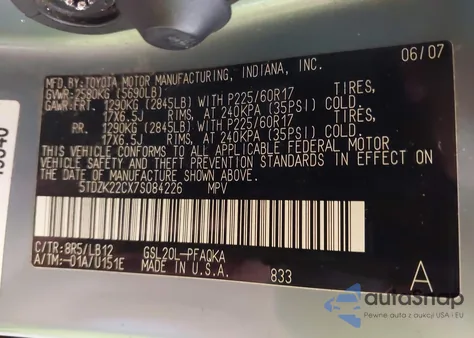 MFD.BY:TOYOTA MOTOR MANUFACTURING, INDIANA, INC. 06/07
GVWR:2580KG (5690LB)
GAWR.FRT. 1290KG (2845LB) WITH P225/60R17 TIRES,
17X6.5J RIMS, AT 240KPA (35PSI) COLD.
RR. 1290KG (2845LB) WITH P225/60R17 TIRES,
17X6.5J RIMS, AT 240KPA (35PSI) COLD.
THIS VEHICLE CONFORMS TO ALL APPLICABLE FEDERAL MOTOR
VEHICLE SAFETY AND THEFT PREVENTION STANDARDS IN EFFECT ON
THE DATE OF MANUFACTURE SHOWN ABOVE.
5TDZK22CX7S084226 MPV
C/TR:8R5/LB12 GSL20L-PFAQKA
A/TM:-01A/U151E MADE IN U.S.A. 833 A
autaShop
Pewne auta z aukcji USA i EU